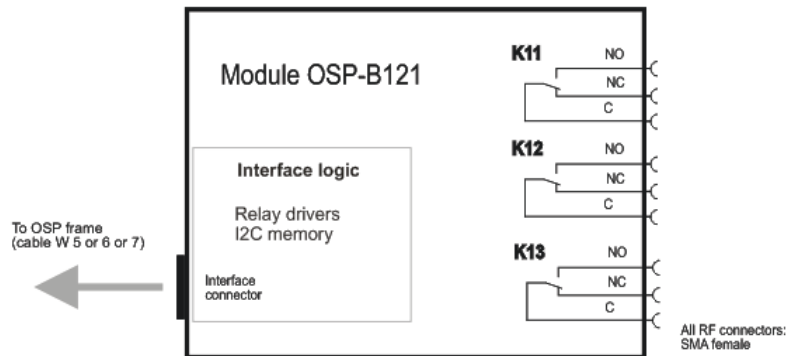 Module OSP-B121
K11
NO
NC
C
K12
NO
NC
C
K13
NO
NC
C
Interface logic
Relay drivers
I2C memory
Interface
connector
To OSP frame
(cable W 5 or 6 or 7)
All RF connectors:
SMA female